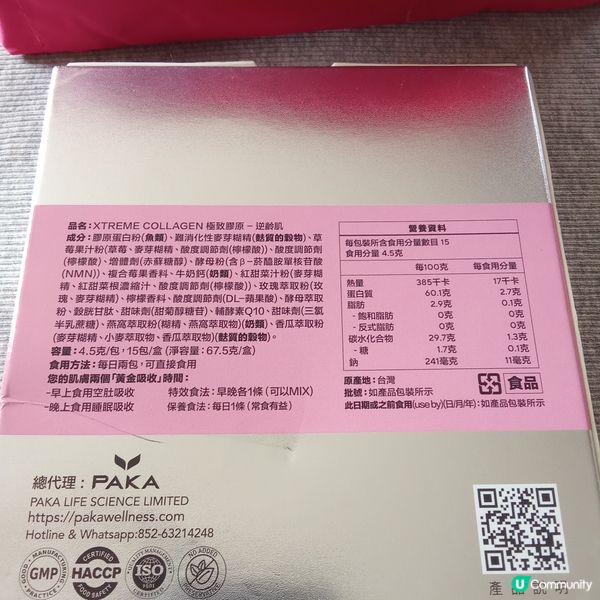 品名：XTREME COLLAGEN 極致膠原 – 逆齡肌
成分：膠原蛋白粉(魚類)、難消化性麥芽糊精(麩質的穀物)、草
莓果汁粉(草莓、麥芽糊精、酸度調節劑(檸檬酸))、酸度調節劑
(檸檬酸)、增體劑(赤蘇糖醇)、酵母粉(含β-菸醯胺單核苷酸
(NMN))、複合莓果香料、牛奶鈣(奶類)、紅甜菜汁粉(麥芽糊
精、紅甜菜根濃縮汁、酸度調節劑(檸檬酸))、玫瑰萃取粉(玫
瑰、麥芽糊精)、檸檬香料、酸度調節劑(DL-蘋果酸)、酵母萃取
粉、榖胱甘肽、甜味劑(甜菊醇糖苷)、輔酵素Q10、甜味劑(三氯
半乳蔗糖)、燕窩萃取粉(糊精、燕窩萃取物)(奶類)、香瓜萃取粉
(麥芽糊精、小麥萃取物、香瓜萃取物)(麩質的穀物)。
容量：4.5克/包，15包/盒 (淨容量：67.5克/盒)
食用方法：每日兩包，可直接食用
您的肌膚兩個「黃金吸收」時間：
-早上食用空肚吸收 特效食法：早晚各1條 (可以MIX)
-晚上食用睡眠吸收 保養食法：每日1條 (常食有益)
營養資料
每包裝所含食用分量數目 15
食用分量 4.5克
每100克 每食用分量
熱量 385千卡 17千卡
蛋白質 60.1克 2.7克
脂肪 2.9克 0.1克
- 飽和脂肪 0克 0克
- 反式脂肪 0克 0克
碳水化合物 29.7克 1.3克
- 糖 1.7克 0.1克
鈉 241毫克 11毫克
原產地：台灣
批號：如產品包裝所示
食品
此日期或之前食用(use by)(日/月/年)：如產品包裝所示
總代理：PAKA
PAKA LIFE SCIENCE LIMITED
https://pakawellness.com
Hotline & Whatsapp:852-63214248
GOOD MANUFACTURING PRACTICE
GMP
CERTIFIED
HACCP
FOOD SAFETY
QUALITY MANAGEMENT
ISO
CERTIFIED
NO ADDED
產品說明
U Community